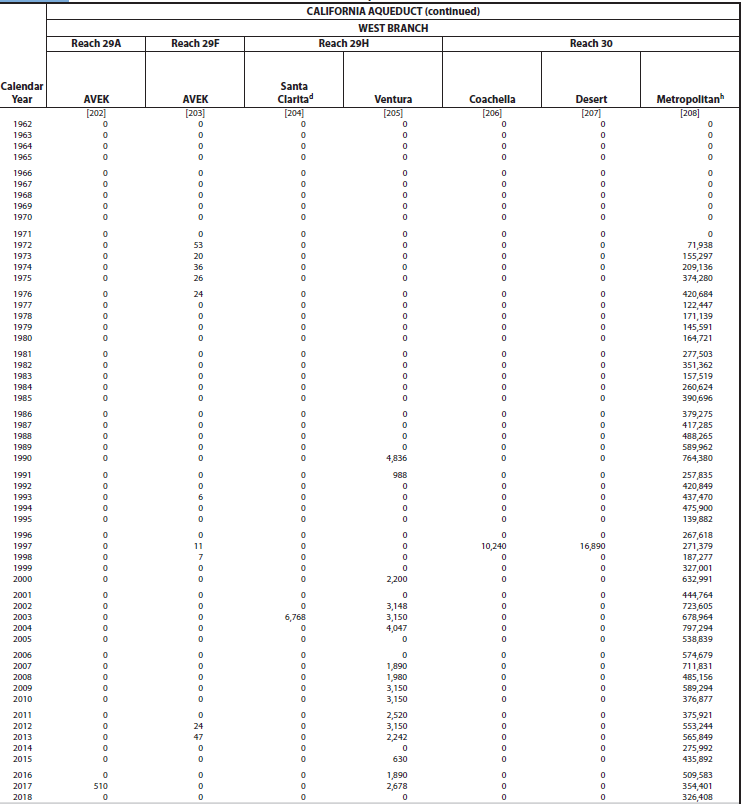 CALIFORNIA AQUEDUCT (continued)
WEST BRANCH
Reach 29A Reach 29F Reach 29H Reach 30
Calendar Santa
Year AVEK AVEK Claritaᵈ Ventura Coachella Desert Metropolitanʰ
[202] [203] [204] [205] [206] [207] [208]
1962 0 0 0 0 0 0 0
1963 0 0 0 0 0 0 0
1964 0 0 0 0 0 0 0
1965 0 0 0 0 0 0 0
1966 0 0 0 0 0 0 0
1967 0 0 0 0 0 0 0
1968 0 0 0 0 0 0 0
1969 0 0 0 0 0 0 0
1970 0 0 0 0 0 0 0
1971 0 0 0 0 0 0 0
1972 0 53 0 0 0 0 71,938
1973 0 20 0 0 0 0 155,297
1974 0 36 0 0 0 0 209,136
1975 0 26 0 0 0 0 374,280
1976 0 24 0 0 0 0 420,684
1977 0 0 0 0 0 0 122,447
1978 0 0 0 0 0 0 171,139
1979 0 0 0 0 0 0 145,591
1980 0 0 0 0 0 0 164,721
1981 0 0 0 0 0 0 277,503
1982 0 0 0 0 0 0 351,362
1983 0 0 0 0 0 0 157,519
1984 0 0 0 0 0 0 260,624
1985 0 0 0 0 0 0 390,696
1986 0 0 0 0 0 0 379,275
1987 0 0 0 0 0 0 417,285
1988 0 0 0 0 0 0 488,265
1989 0 0 0 0 0 0 589,962
1990 0 0 0 4,836 0 0 764,380
1991 0 0 0 988 0 0 257,835
1992 0 0 0 0 0 0 420,849
1993 0 6 0 0 0 0 437,470
1994 0 0 0 0 0 0 475,900
1995 0 0 0 0 0 0 139,882
1996 0 0 0 0 0 0 267,618
1997 0 11 0 0 10,240 16,890 271,379
1998 0 7 0 0 0 0 187,277
1999 0 0 0 0 0 0 327,001
2000 0 0 0 2,200 0 0 632,991
2001 0 0 0 0 0 0 444,764
2002 0 0 0 3,148 0 0 723,605
2003 0 0 6,768 3,150 0 0 678,964
2004 0 0 0 4,047 0 0 797,294
2005 0 0 0 0 0 0 538,839
2006 0 0 0 0 0 0 574,679
2007 0 0 0 1,890 0 0 711,831
2008 0 0 0 1,980 0 0 485,156
2009 0 0 0 3,150 0 0 589,294
2010 0 0 0 3,150 0 0 376,877
2011 0 0 0 2,520 0 0 375,921
2012 0 24 0 3,150 0 0 553,244
2013 0 47 0 2,242 0 0 565,849
2014 0 0 0 0 0 0 275,992
2015 0 0 0 630 0 0 435,892
2016 0 0 0 1,890 0 0 509,583
2017 510 0 0 2,678 0 0 354,401
2018 0 0 0 0 0 0 326,408